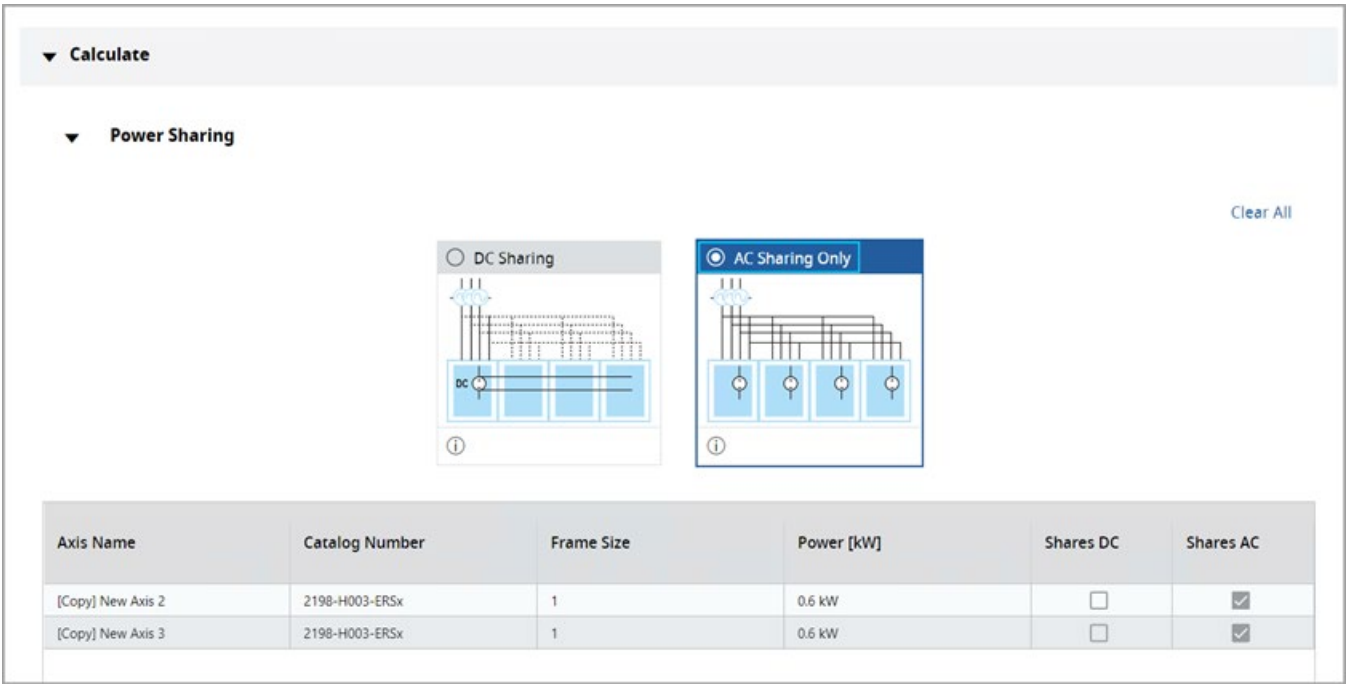 Calculate
Power Sharing
Clear All
DC Sharing
AC Sharing Only
DC
Axis Name Catalog Number Frame Size Power [kW] Shares DC Shares AC
[Copy] New Axis 2 2198-H003-ERSx 1 0.6 kW
[Copy] New Axis 3 2198-H003-ERSx 1 0.6 kW